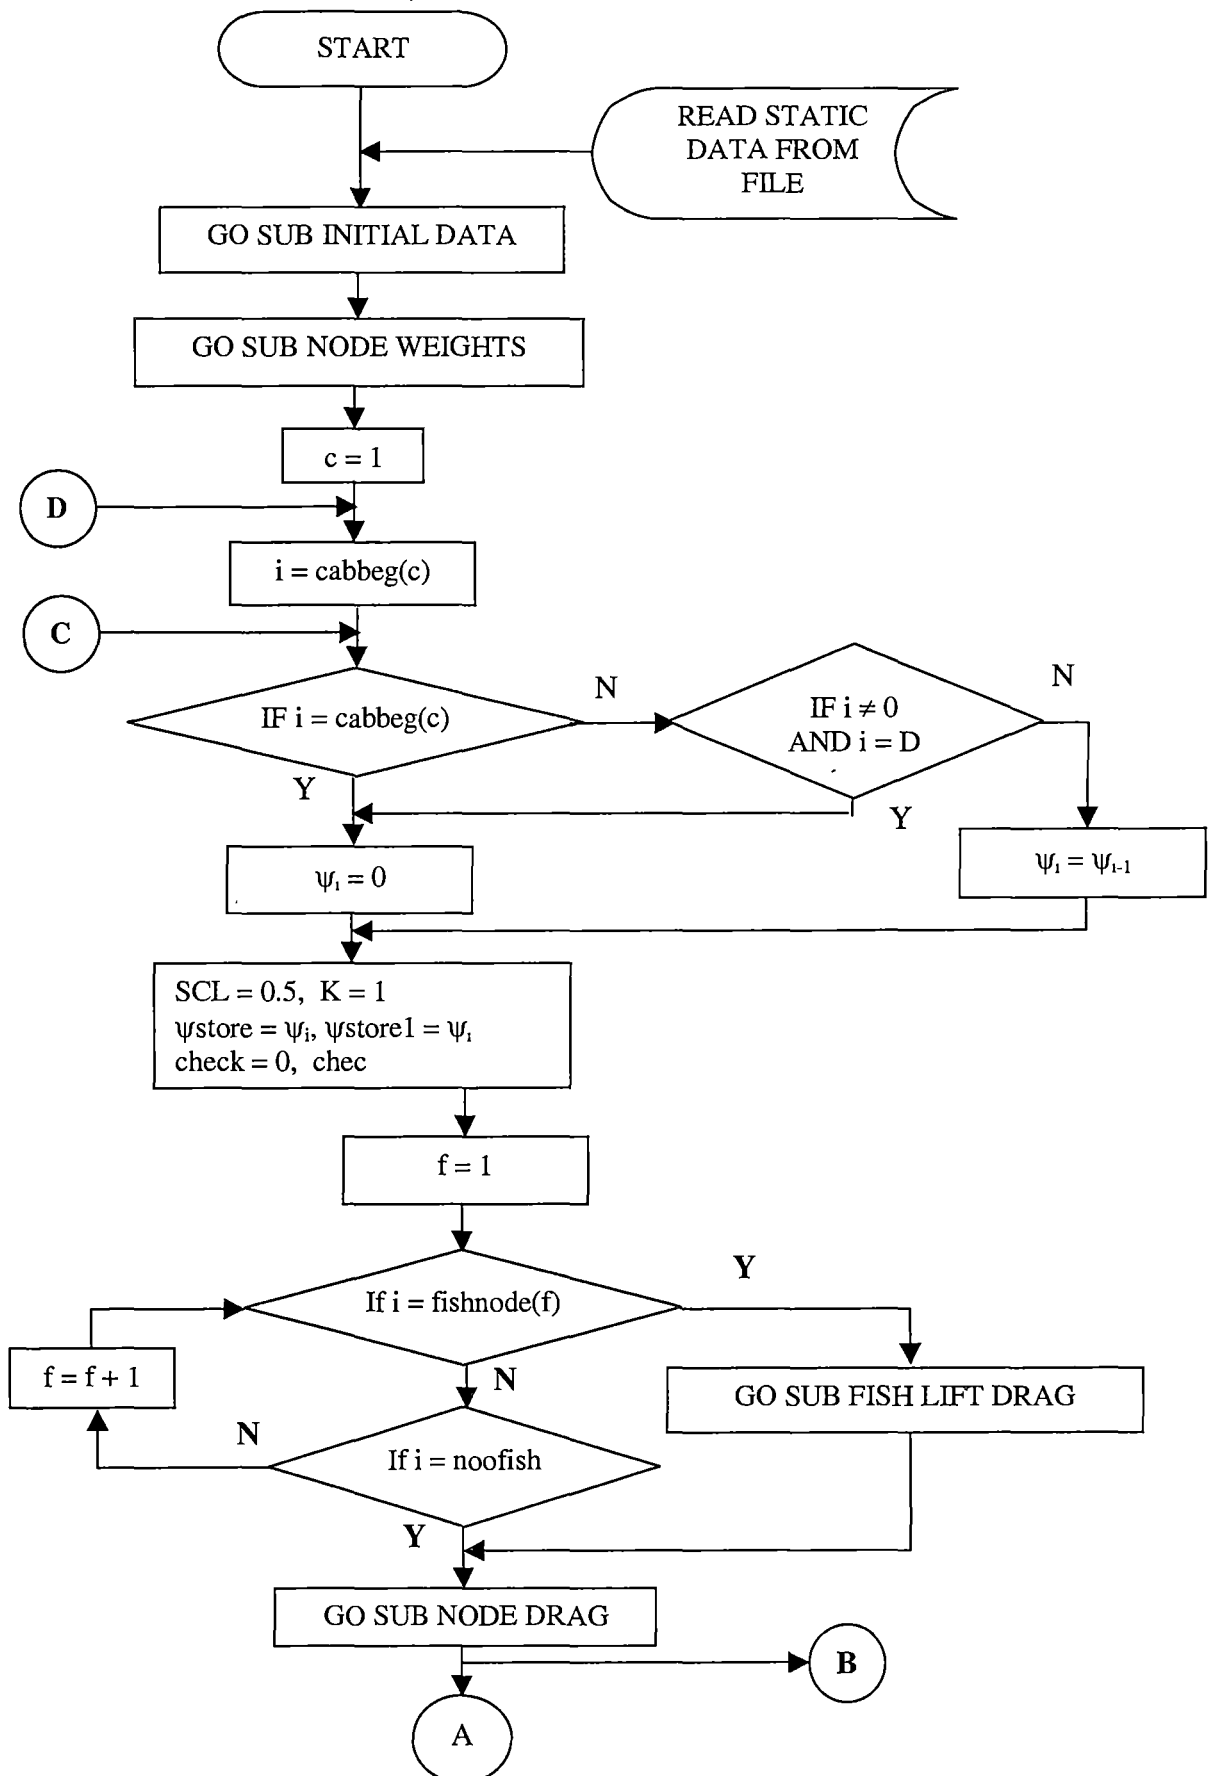 START
READ STATIC
DATA FROM
FILE
GO SUB INITIAL DATA
GO SUB NODE WEIGHTS
c = 1
D
i = cabbeg(c)
C
IF i = cabbeg(c)
N
IF i ≠ 0
AND i = D
N
Y
Y
ψᵢ = 0
ψᵢ = ψᵢ₋₁
SCL = 0.5, K = 1
ψstore = ψᵢ, ψstore1 = ψᵢ
check = 0, chec
f = 1
If i = fishnode(f)
Y
f = f + 1
N
GO SUB FISH LIFT DRAG
N
If i = noofish
Y
GO SUB NODE DRAG
B
A